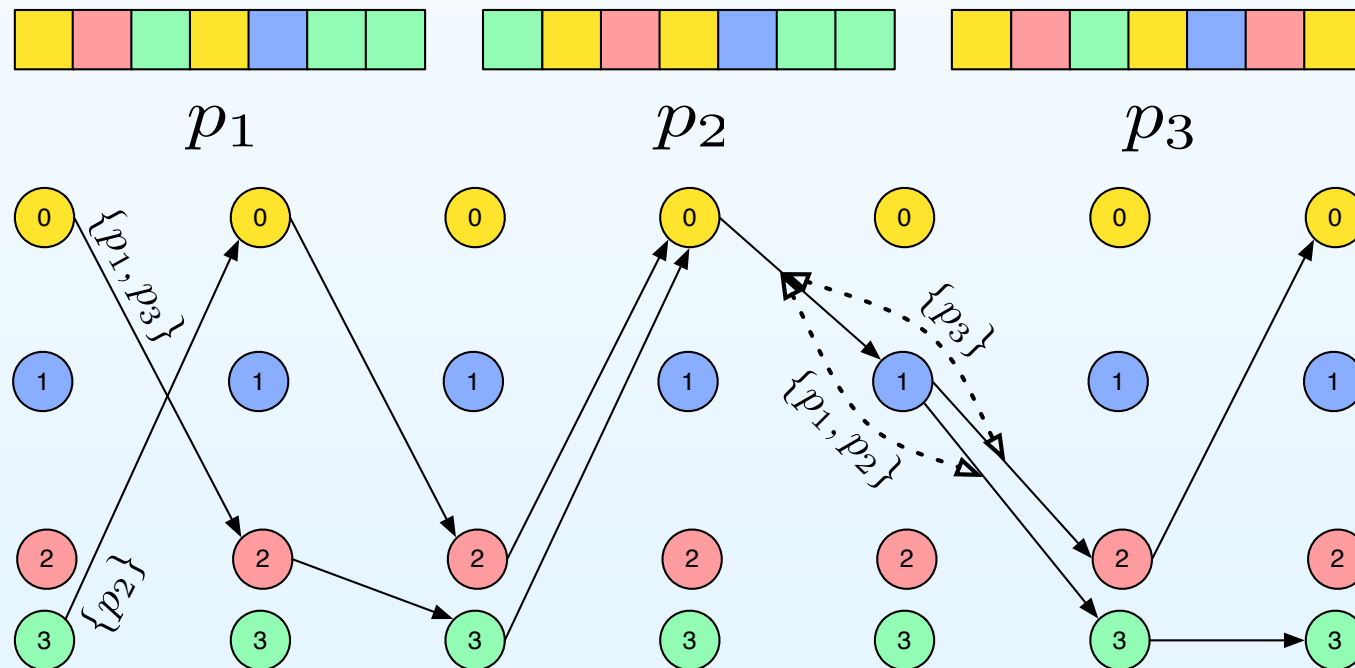 p₁ p₂ p₃
0 0 0 0 0 0 0
{p₁, p₃}
{p₃}
1 1 1 1 1 1 1
{p₁, p₂}
2 2 2 2 2 2 2
{p₂}
3 3 3 3 3 3 3